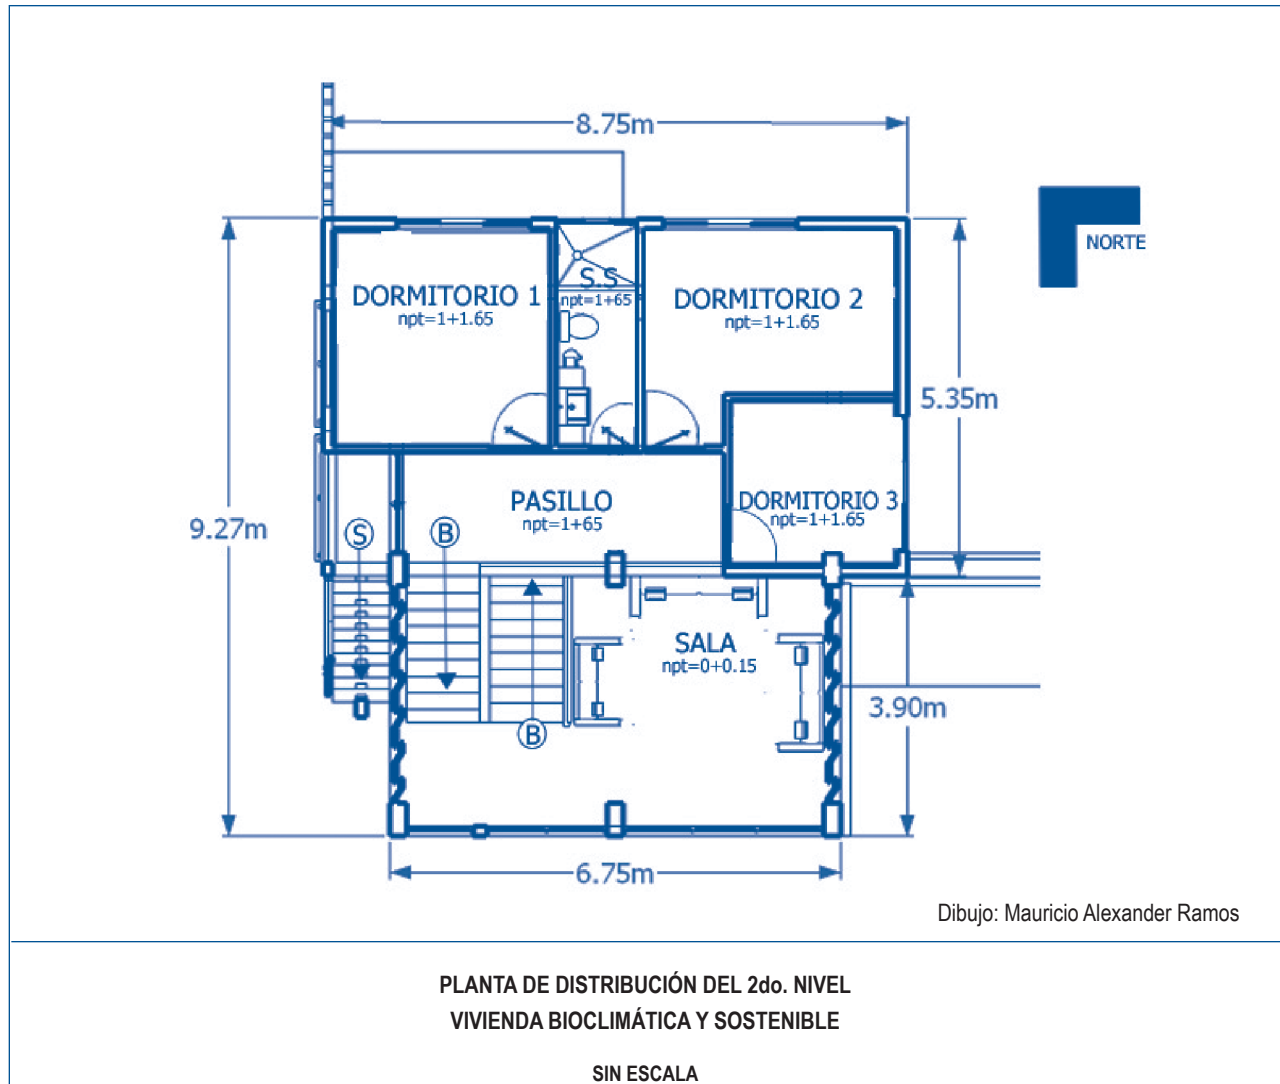 8.75m
NORTE
S.S
npt=1+65
DORMITORIO 1
npt=1+1.65
DORMITORIO 2
npt=1+1.65
5.35m
PASILLO
npt=1+65
DORMITORIO 3
npt=1+1.65
9.27m
S
B
SALA
npt=0+0.15
3.90m
B
6.75m
Dibujo: Mauricio Alexander Ramos
PLANTA DE DISTRIBUCIÓN DEL 2do. NIVEL
VIVIENDA BIOCLIMÁTICA Y SOSTENIBLE
SIN ESCALA